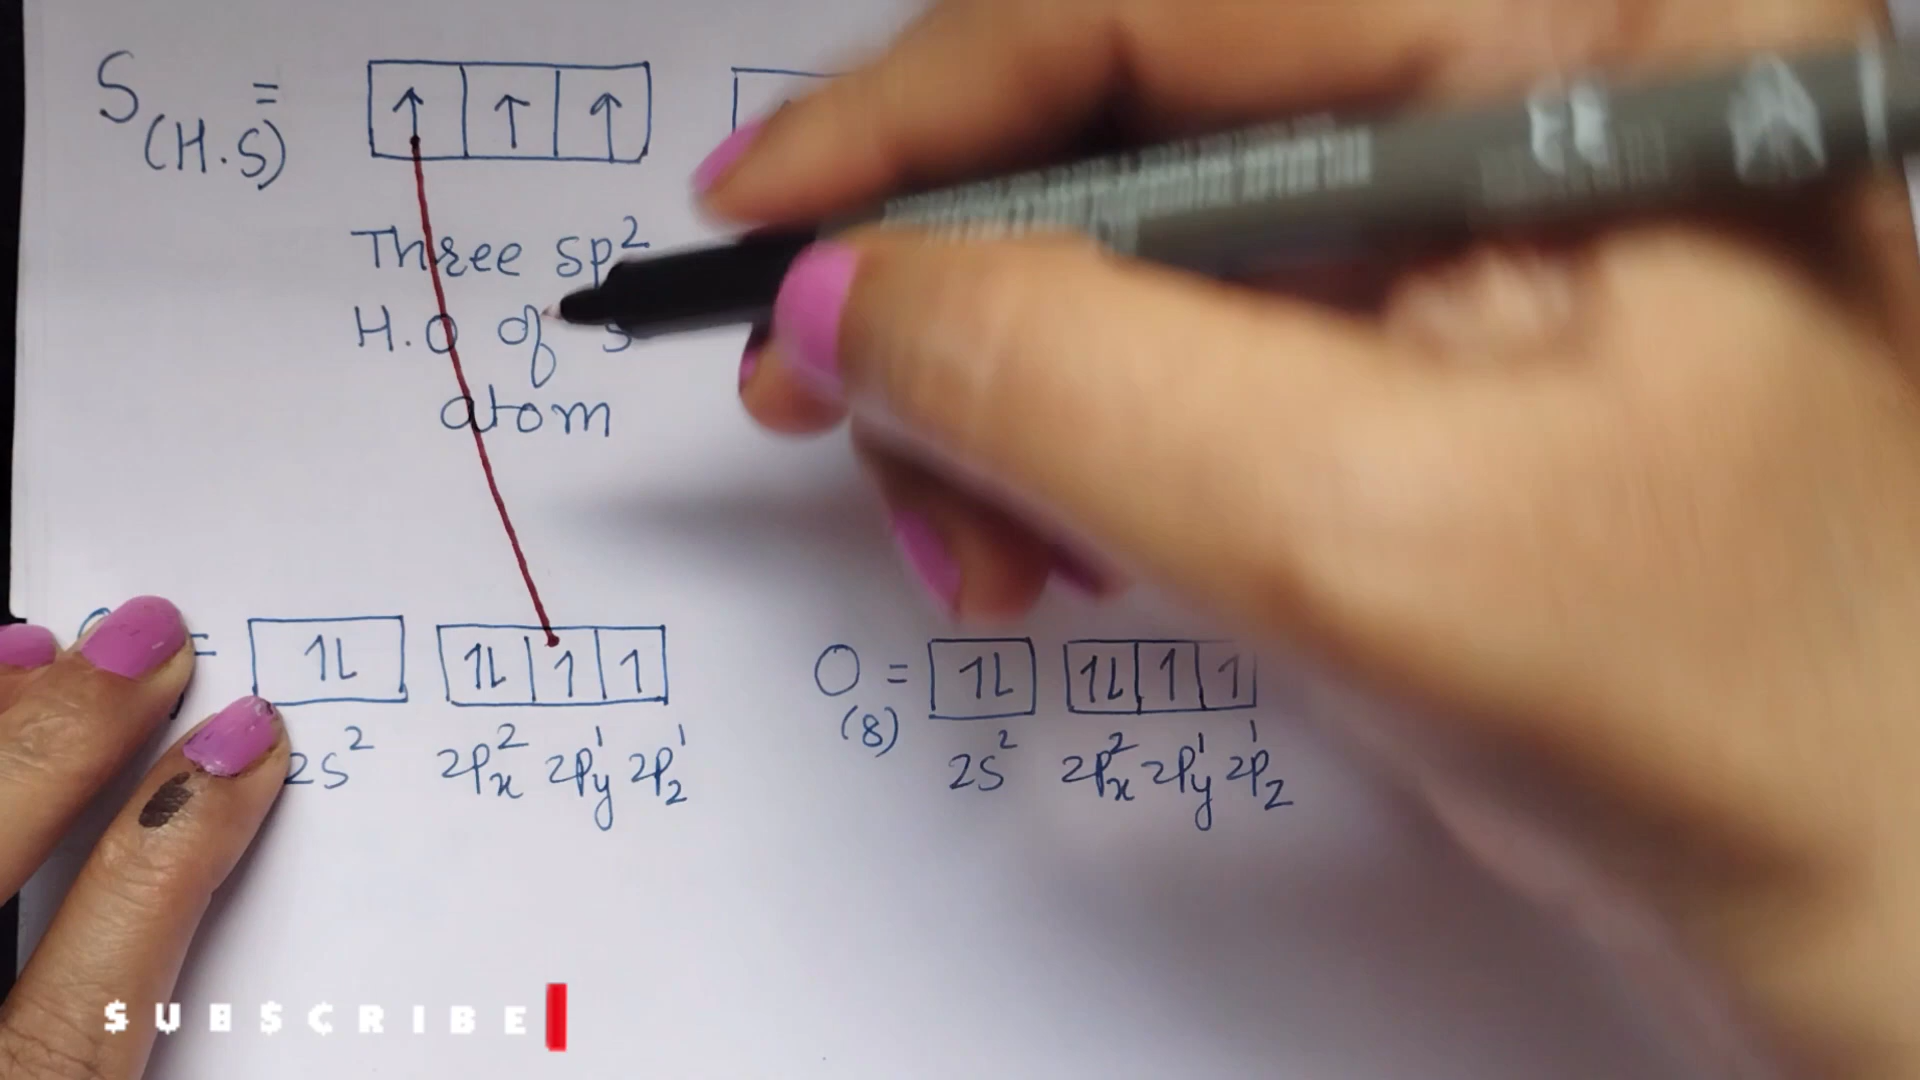 S =
(H.S)
Three sp²
H.O of S
atom
= 1L 1L 1 1
2S² 2Px² 2Py¹ 2Pz¹
O = 1L 1L 1 1
(8)
2S² 2Px² 2Py¹ 2Pz¹
SUBSCRIBE